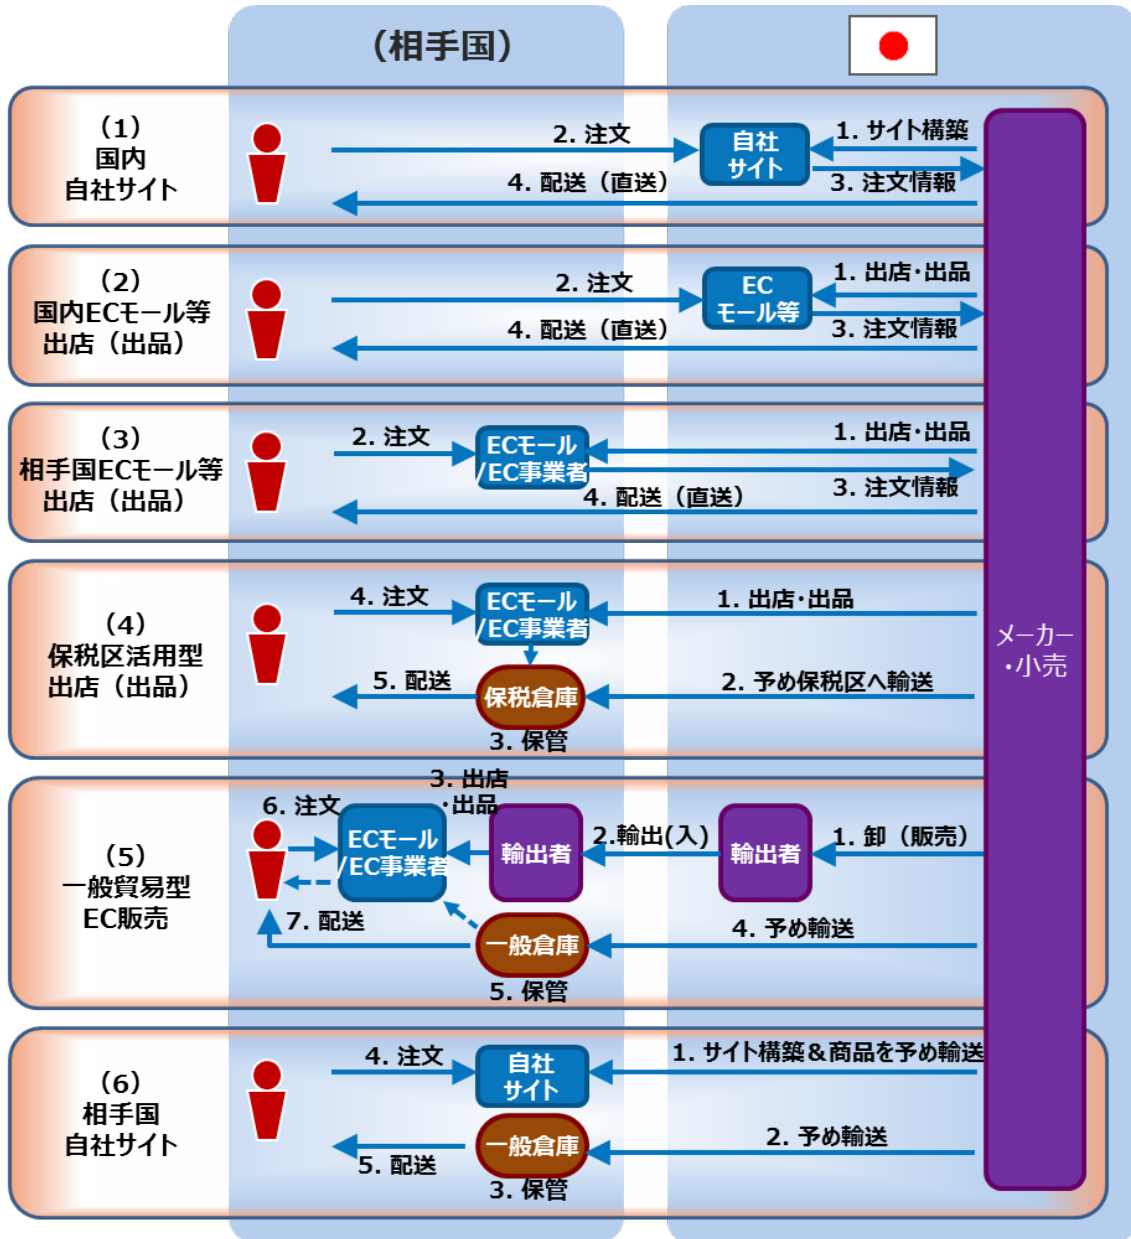 （相手国）
（1）
国内
自社サイト
2. 注文
自社
サイト
1. サイト構築
4. 配送（直送）
3. 注文情報
（2）
国内ECモール等
出店（出品）
2. 注文
EC
モール等
1. 出店・出品
4. 配送（直送）
3. 注文情報
（3）
相手国ECモール等
出店（出品）
2. 注文
ECモール
/EC事業者
1. 出店・出品
3. 注文情報
4. 配送（直送）
（4）
保税区活用型
出店（出品）
4. 注文
ECモール
/EC事業者
1. 出店・出品
5. 配送
保税倉庫
2. 予め保税区へ輸送
3. 保管
メーカー
・小売
（5）
一般貿易型
EC販売
6. 注文
3. 出店
・出品
ECモール
/EC事業者
輸出者
2.輸出(入)
輸出者
1. 卸（販売）
7. 配送
一般倉庫
4. 予め輸送
5. 保管
（6）
相手国
自社サイト
4. 注文
自社
サイト
1. サイト構築＆商品を予め輸送
一般倉庫
2. 予め輸送
5. 配送
3. 保管